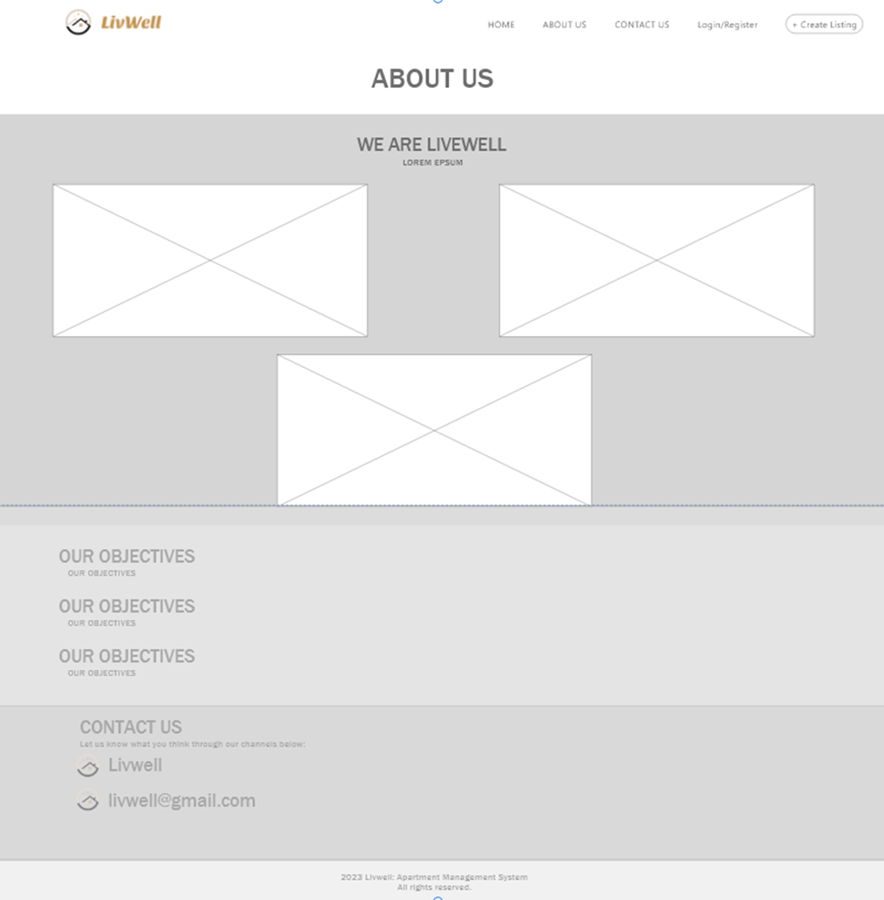 LivWell
HOME ABOUT US CONTACT US Login/Register + Create Listing
ABOUT US
WE ARE LIVEWELL
LOREM EPSUM
OUR OBJECTIVES
OUR OBJECTIVES
OUR OBJECTIVES
OUR OBJECTIVES
OUR OBJECTIVES
OUR OBJECTIVES
CONTACT US
Let us know what you think through our channels below:
Livwell
livwell@gmail.com
2023 Livwell: Apartment Management System
All rights reserved.